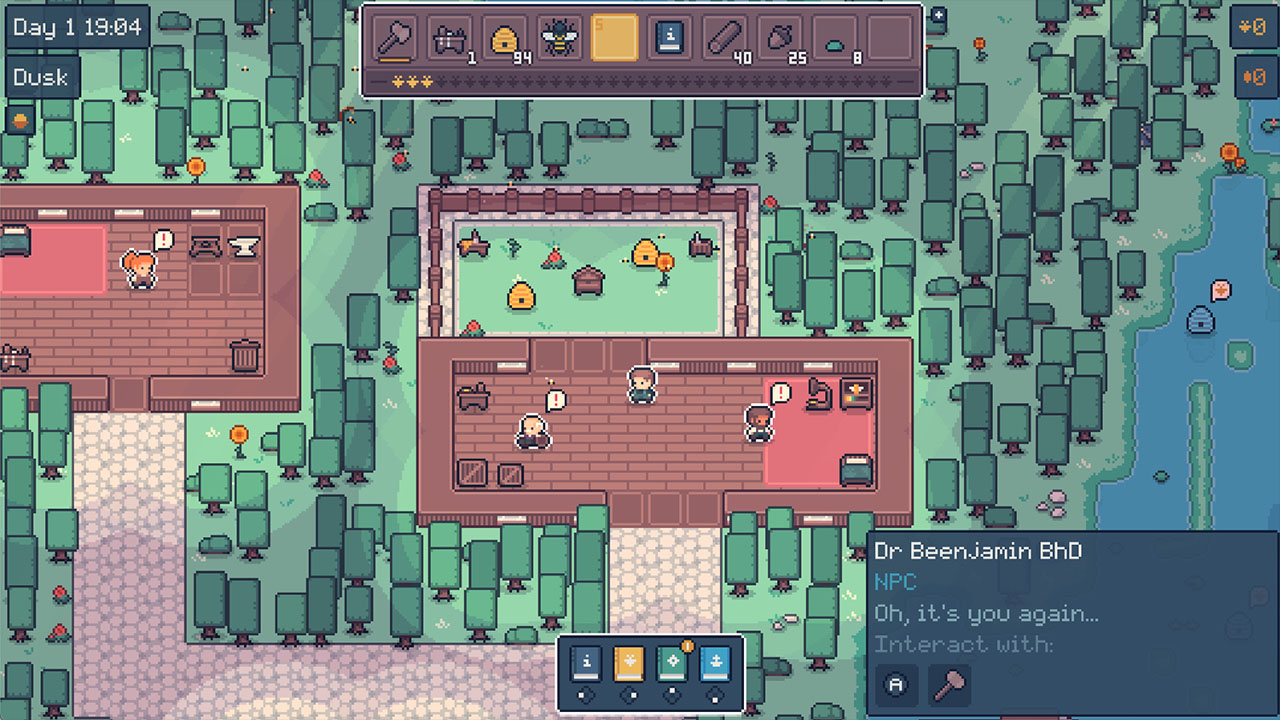 Day 1 19:04
Dusk
1
94
5
40
25
8
0
0
Dr BeenJamin BhD
NPC
Oh, it's you again...
Interact with:
A